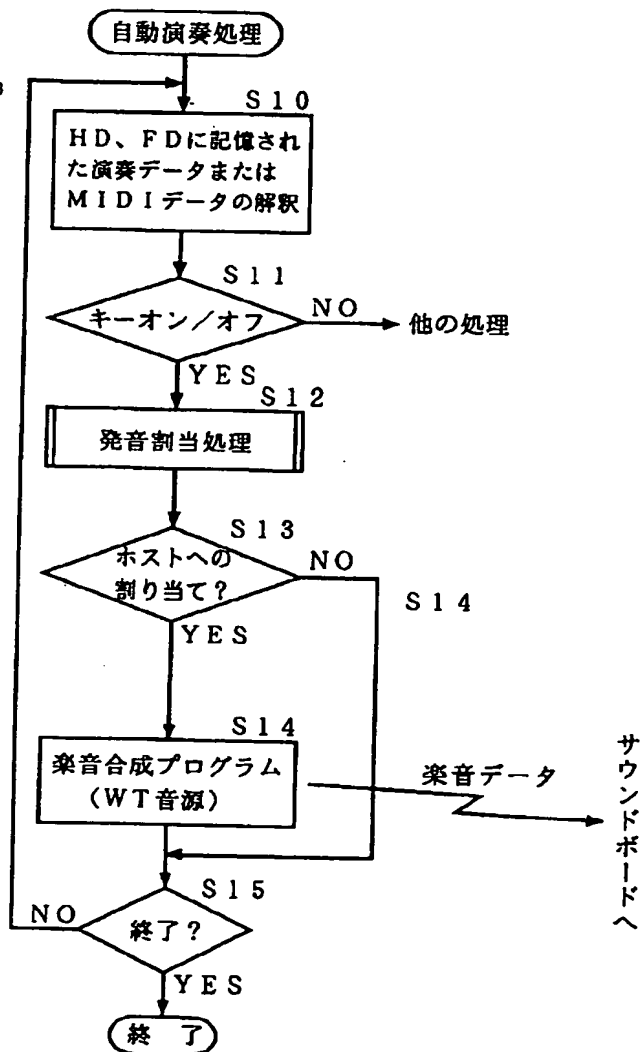 自動演奏処理
S10
HD、FDに記憶され
た演奏データまたは
MIDIデータの解釈
S11
キーオン/オフ
NO
他の処理
YES
S12
発音割当処理
S13
ホストへの
割り当て?
NO
S14
YES
S14
楽音合成プログラム
(WT音源)
楽音データ
サウンドボードへ
S15
終了?
NO
YES
終 了